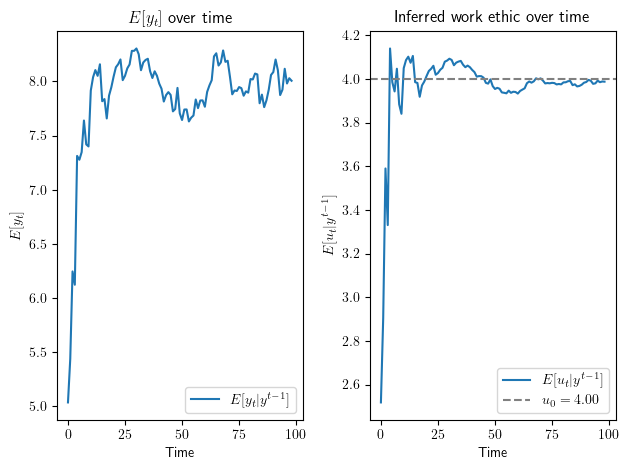 E[y_t] over time
8.0
7.5
7.0
6.5
6.0
5.5
5.0
E[y_t]
0
25
50
75
100
Time
E[y_t|y^{t−1}]
Inferred work ethic over time
4.2
4.0
3.8
3.6
3.4
3.2
3.0
2.8
2.6
E[u_t|y^{t−1}]
0
25
50
75
100
Time
E[u_t|y^{t−1}]
u_0 = 4.00